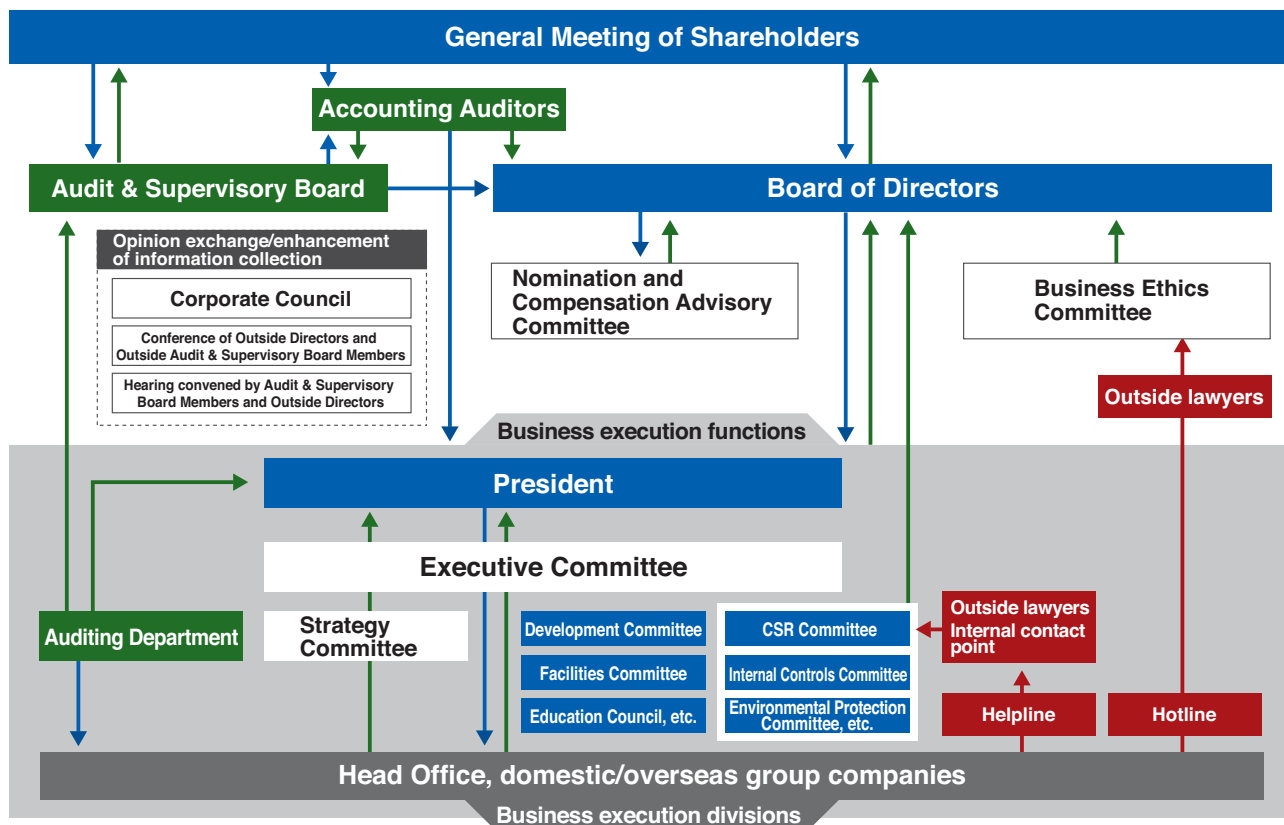 General Meeting of Shareholders
Accounting Auditors
Audit & Supervisory Board
Board of Directors
Opinion exchange/enhancement
of information collection
Corporate Council
Conference of Outside Directors and
Outside Audit & Supervisory Board Members
Hearing convened by Audit & Supervisory
Board Members and Outside Directors
Nomination and
Compensation Advisory
Committee
Business Ethics
Committee
Outside lawyers
Business execution functions
President
Executive Committee
Auditing Department
Strategy
Committee
Development Committee
Facilities Committee
Education Council, etc.
CSR Committee
Internal Controls Committee
Environmental Protection
Committee, etc.
Outside lawyers
Internal contact
point
Helpline
Hotline
Head Office, domestic/overseas group companies
Business execution divisions